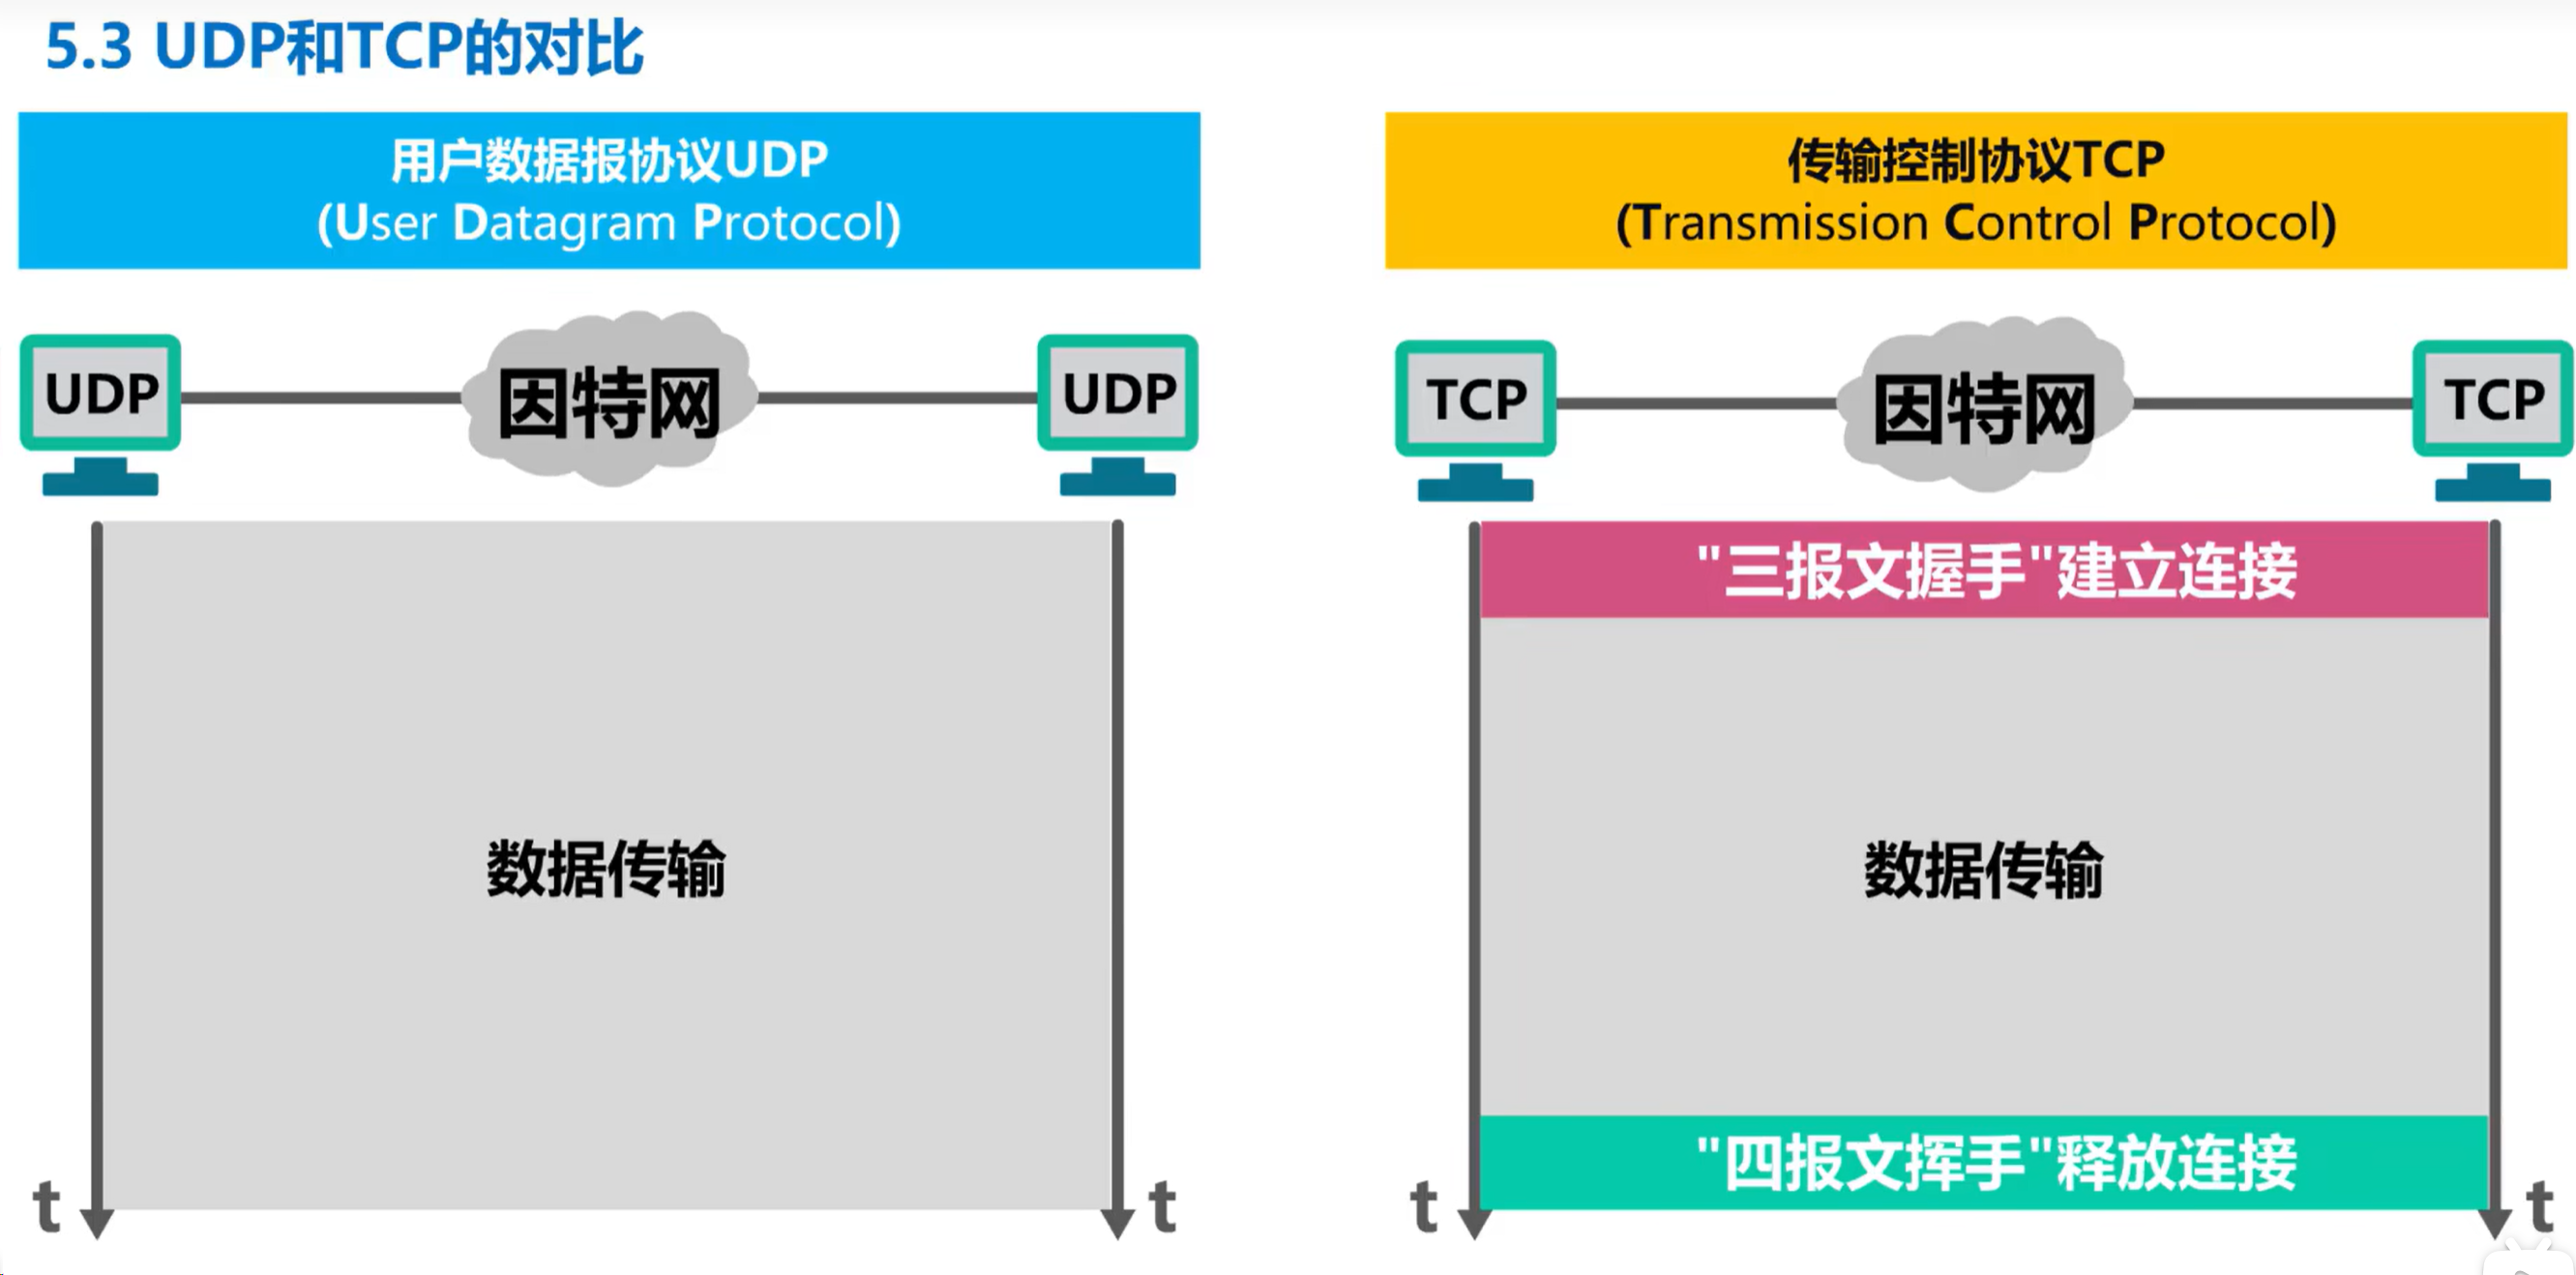 5.3 UDP和TCP的对比
用户数据报协议UDP
(User Datagram Protocol)
传输控制协议TCP
(Transmission Control Protocol)
UDP
因特网
UDP
TCP
因特网
TCP
数据传输
t
t
"三报文握手"建立连接
数据传输
"四报文挥手"释放连接
t
t